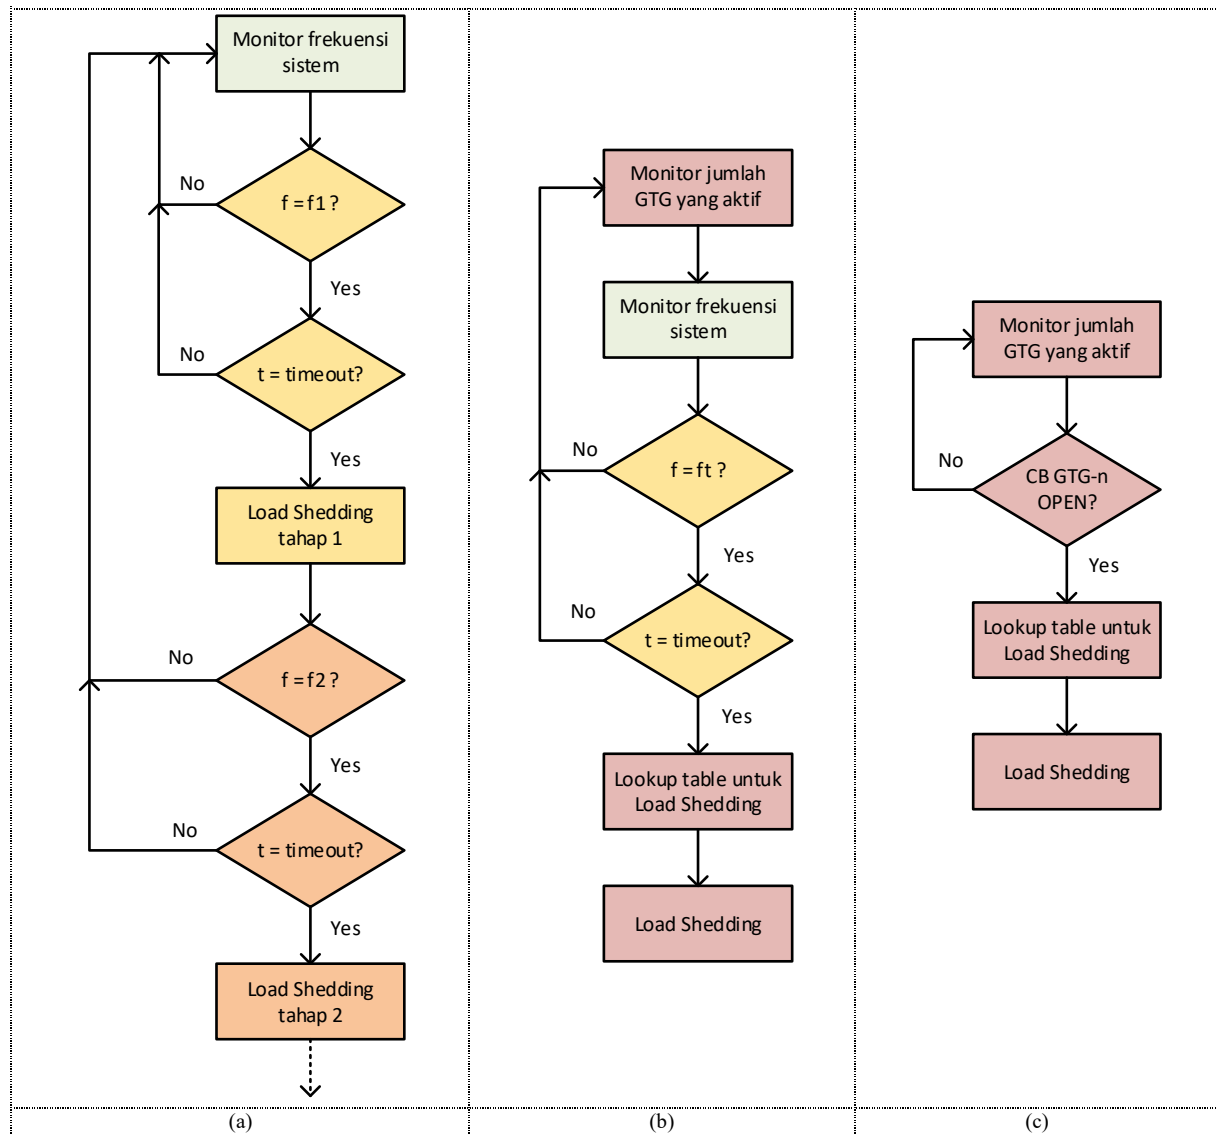 Monitor frekuensi
sistem
No
f = f1 ?
Yes
No
t = timeout?
Yes
Load Shedding
tahap 1
No
f = f2 ?
Yes
No
t = timeout?
Yes
Load Shedding
tahap 2
(a)
Monitor jumlah
GTG yang aktif
Monitor frekuensi
sistem
No
f = ft ?
Yes
No
t = timeout?
Yes
Lookup table untuk
Load Shedding
Load Shedding
(b)
Monitor jumlah
GTG yang aktif
No
CB GTG-n
OPEN?
Yes
Lookup table untuk
Load Shedding
Load Shedding
(c)